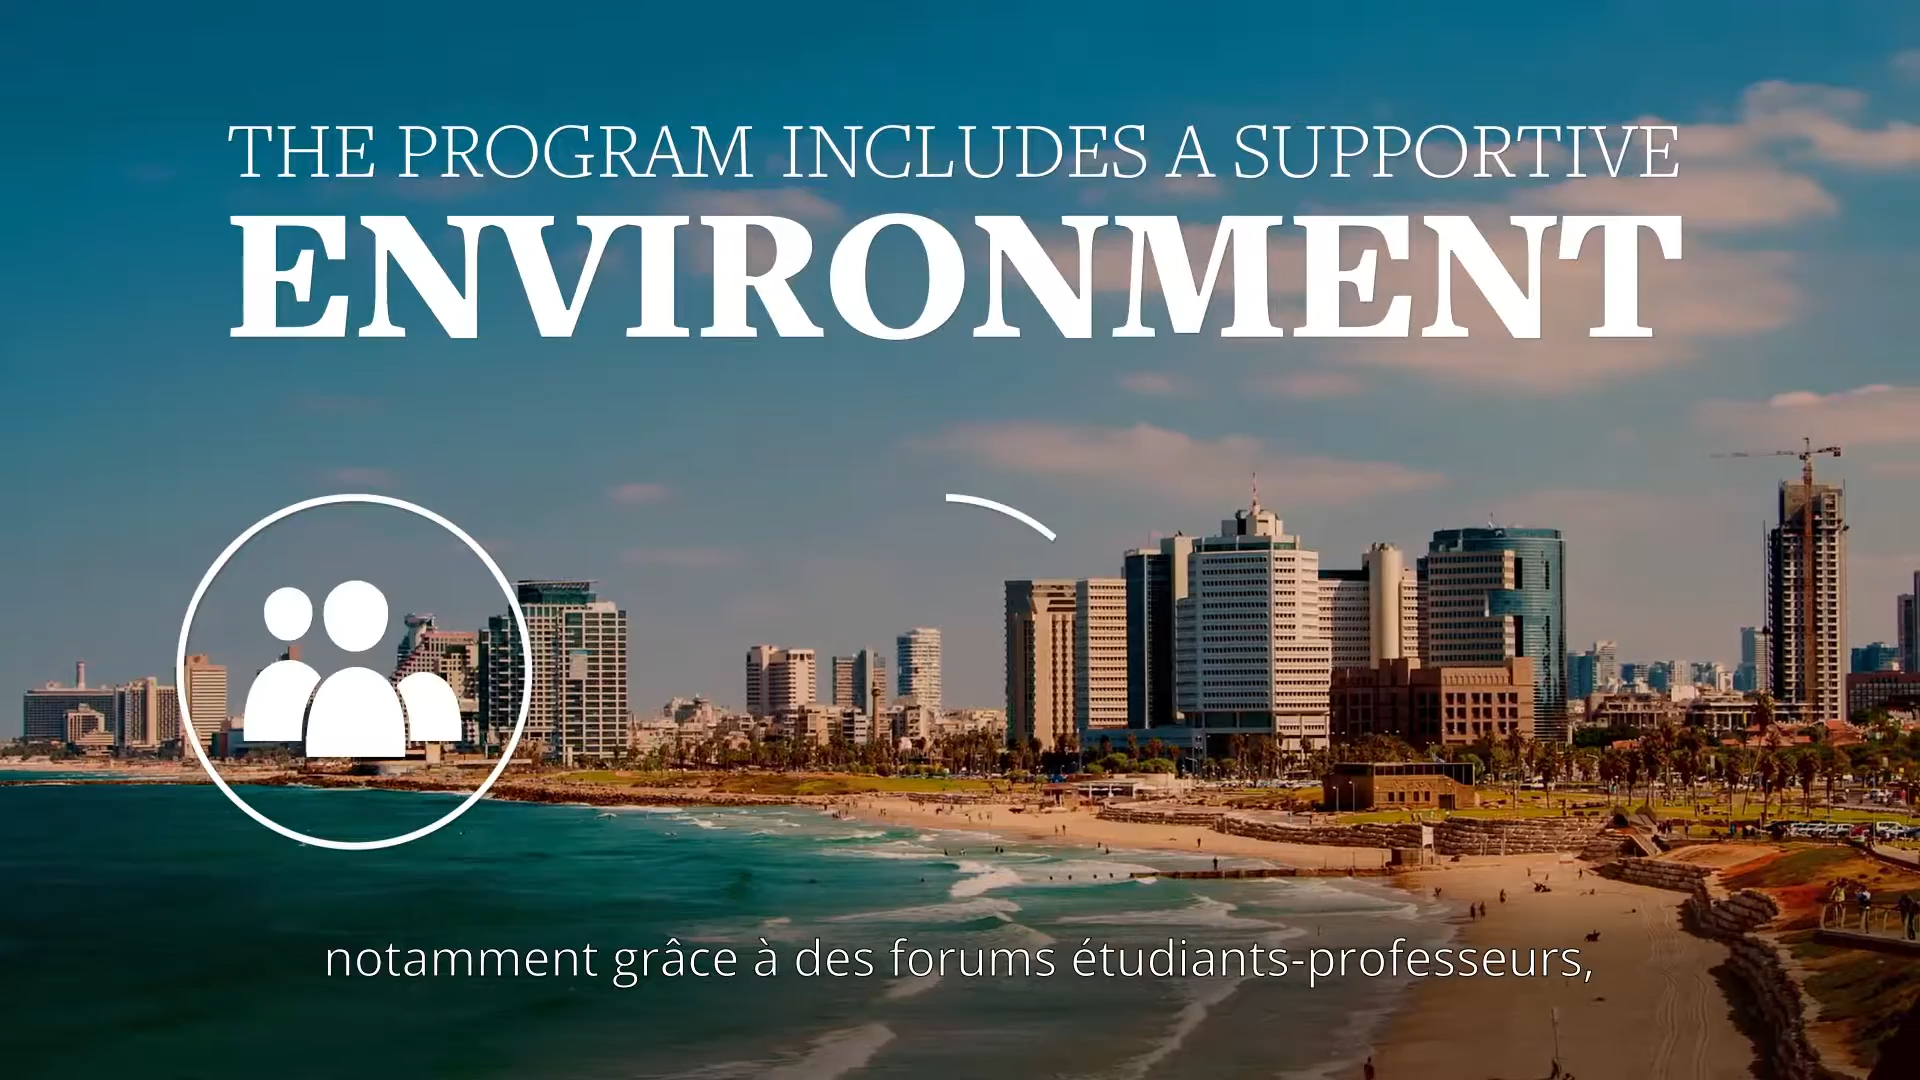 THE PROGRAM INCLUDES A SUPPORTIVE
ENVIRONMENT
notamment grâce à des forums étudiants-professeurs,